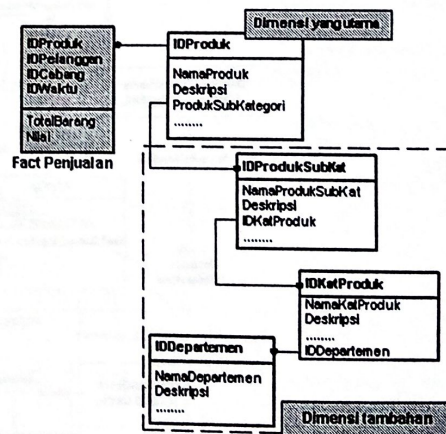 Dimensi yang utama
IDProduk
IDPelanggan
IDCabang
IDWaktu
TotalBarang
Nilai
Fact Penjualan
IDProduk
NamaProduk
Deskripsi
ProdukSubKategori
........
IDProdukSubKat
NamaProdukSubKat
Deskripsi
IDKatProduk
........
IDKatProduk
NamaKatProduk
Deskripsi
........
IDDepartemen
IDDepartemen
NamaDepartemen
Deskripsi
........
Dimensi tambahan